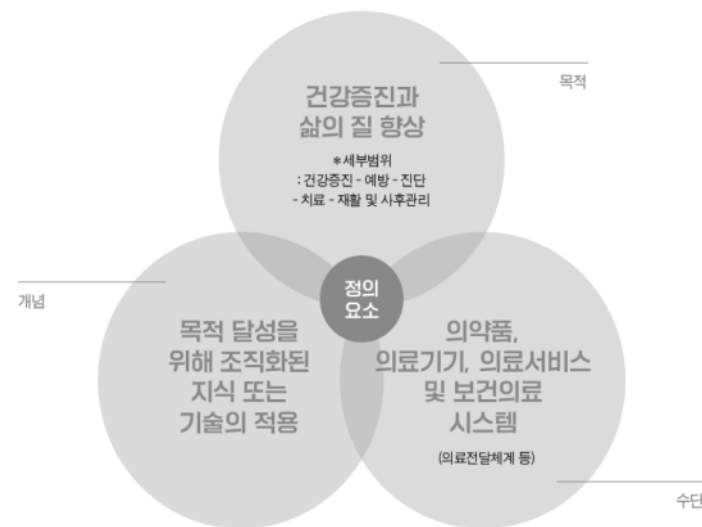 목적
건강증진과
삶의 질 향상
*세부범위
: 건강증진 - 예방 - 진단
- 치료 - 재활 및 사후관리
정의
요소
개념
목적 달성을
위해 조직화된
지식 또는
기술의 적용
의약품,
의료기기, 의료서비스
및 보건의료
시스템
(의료전달체계 등)
수단